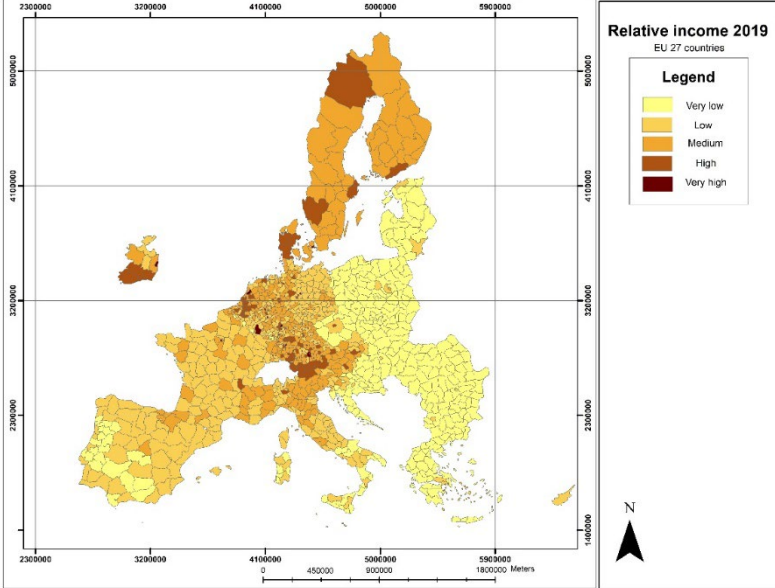 2300000 3200000 4100000 5000000 5900000
5000000 5000000
4100000 4100000
3200000 3200000
2300000 2300000
1400000
2300000 3200000 4100000 5000000 5900000
0 450000 900000 1800000 Meters
Relative income 2019
EU 27 countries
Legend
Very low
Low
Medium
High
Very high
N